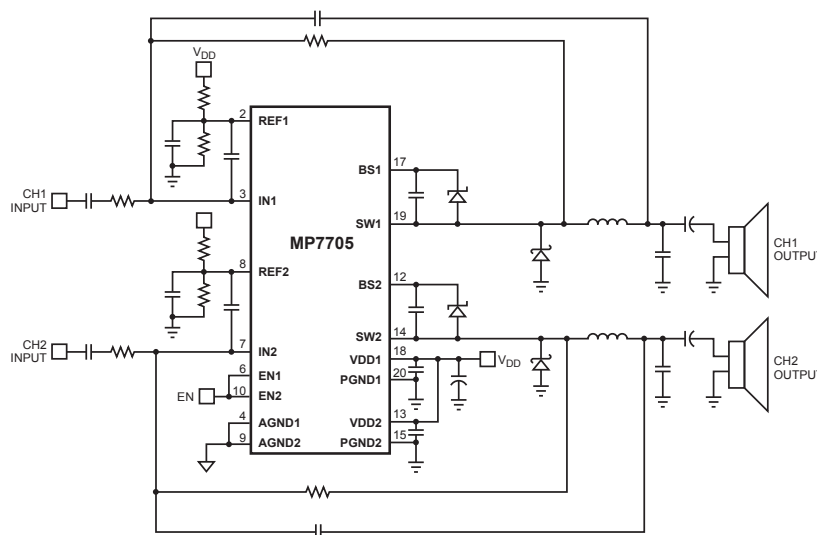 VDD
2
REF1
17
BS1
CH1
INPUT
3
IN1
19
SW1
MP7705
CH1
OUTPUT
8
REF2
12
BS2
CH2
INPUT
7
IN2
14
SW2
18
VDD1
VDD
CH2
OUTPUT
6
EN1
20
PGND1
EN
10
EN2
4
AGND1
13
VDD2
9
AGND2
15
PGND2